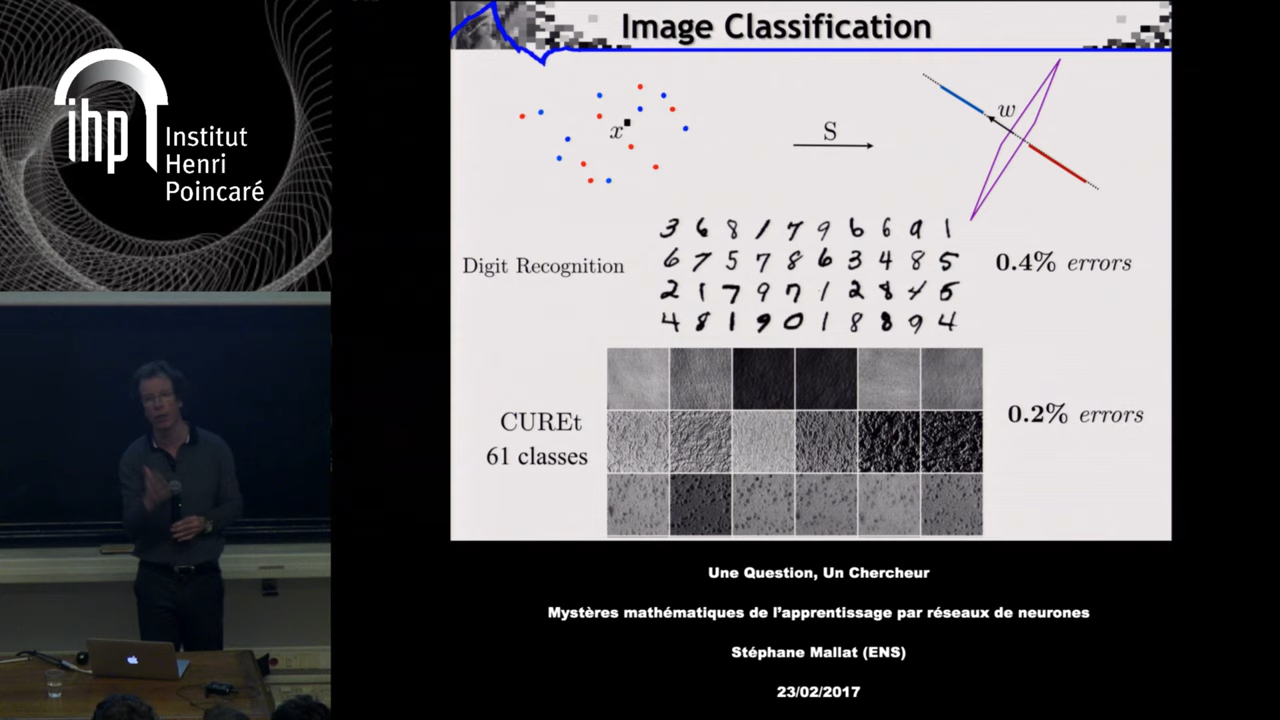 ihp
Institut
Henri
Poincaré
Image Classification
x
S
w
Digit Recognition
3 6 8 1 7 9 6 6 9 1
6 7 5 7 8 6 3 4 8 5
2 1 7 9 7 1 2 8 4 5
4 8 1 9 0 1 8 8 9 4
0.4% errors
CUREt
61 classes
0.2% errors
Une Question, Un Chercheur
Mystères mathématiques de l’apprentissage par réseaux de neurones
Stéphane Mallat (ENS)
23/02/2017